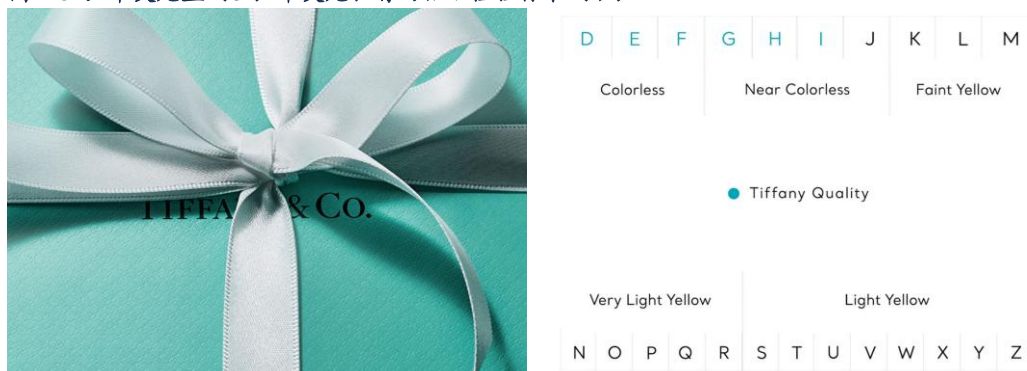 TIFFA & CO.
D E F G H I J K L M
Colorless Near Colorless Faint Yellow
Tiffany Quality
Very Light Yellow Light Yellow
N O P Q R S T U V W X Y Z